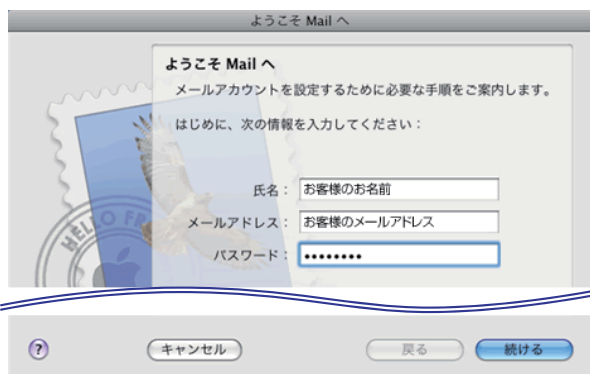 ようこそ Mail へ
ようこそ Mail へ
メールアカウントを設定するために必要な手順をご案内します。
はじめに、次の情報を入力してください：
氏名： お客様のお名前
メールアドレス： お客様のメールアドレス
パスワード： ••••••••
HELLO FR
? キャンセル 戻る 続ける